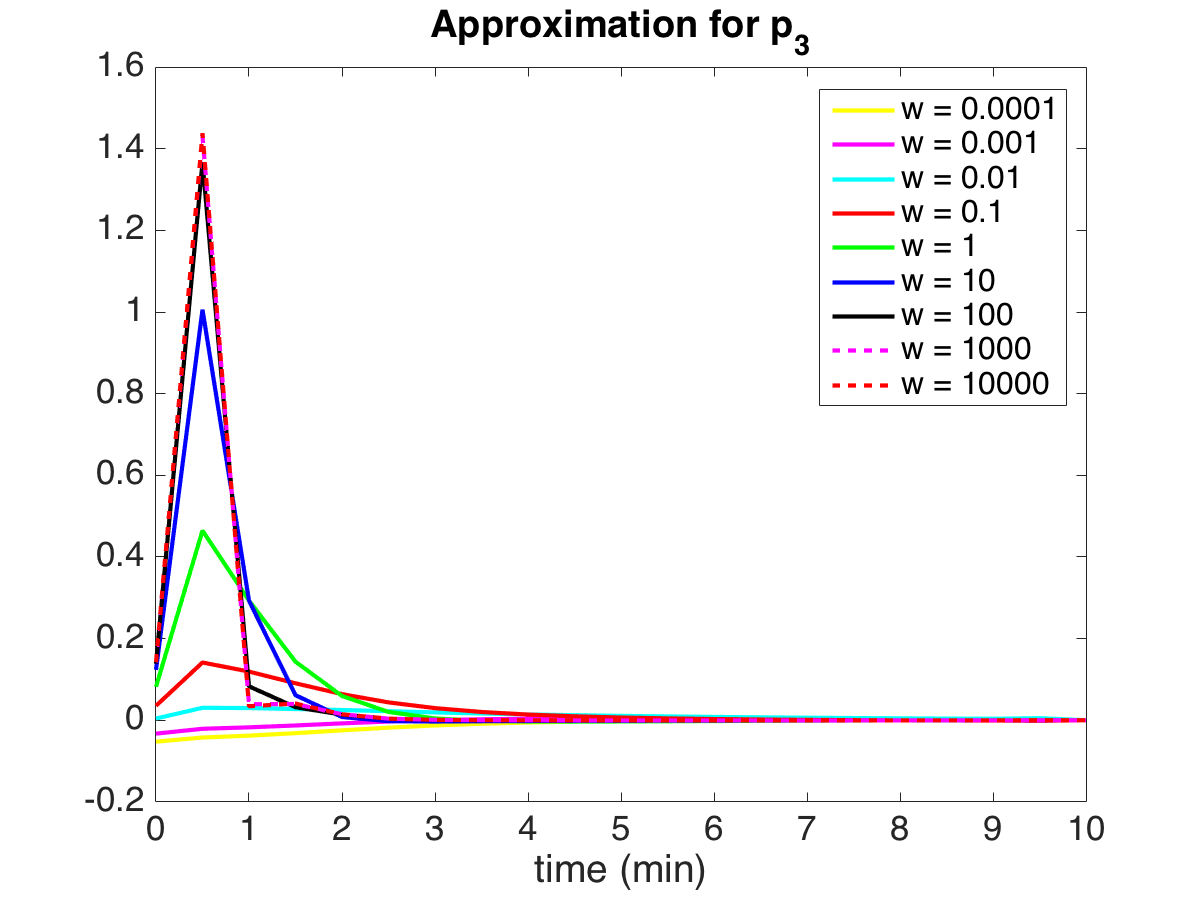 Approximation for p3
1.6
1.4
1.2
1
0.8
0.6
0.4
0.2
0
-0.2
w = 0.0001
w = 0.001
w = 0.01
w = 0.1
w = 1
w = 10
w = 100
w = 1000
w = 10000
0 1 2 3 4 5 6 7 8 9 10
time (min)